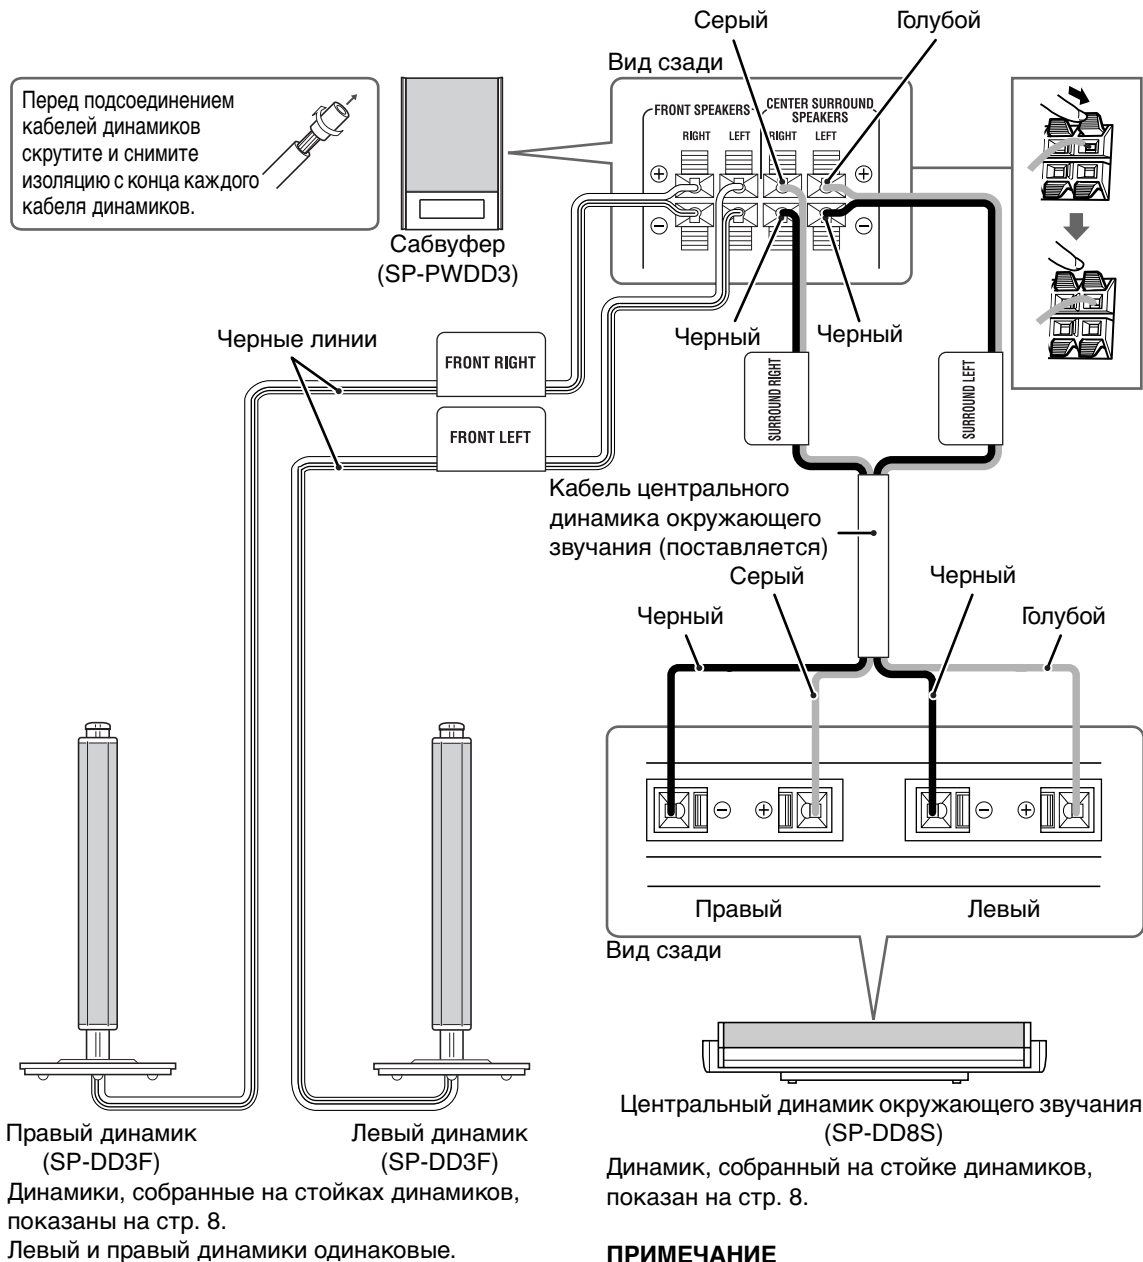 Серый
Голубой
Вид сзади
Перед подсоединением
кабелей динамиков
скрутите и снимите
изоляцию с конца каждого
кабеля динамиков.
FRONT SPEAKERS
CENTER SURROUND
SPEAKERS
RIGHT LEFT RIGHT LEFT
+ +
− −
Сабвуфер
(SP-PWDD3)
Черный
Черный
Черные линии
FRONT RIGHT
FRONT LEFT
SURROUND RIGHT
SURROUND LEFT
Кабель центрального
динамика окружающего
звучания (поставляется)
Серый
Черный
Черный
Голубой
− + − +
Правый
Левый
Вид сзади
Центральный динамик окружающего звучания
(SP-DD8S)
Динамик, собранный на стойке динамиков,
показан на стр. 8.
Правый динамик
(SP-DD3F)
Левый динамик
(SP-DD3F)
Динамики, собранные на стойках динамиков,
показаны на стр. 8.
Левый и правый динамики одинаковые.
ПРИМЕЧАНИЕ